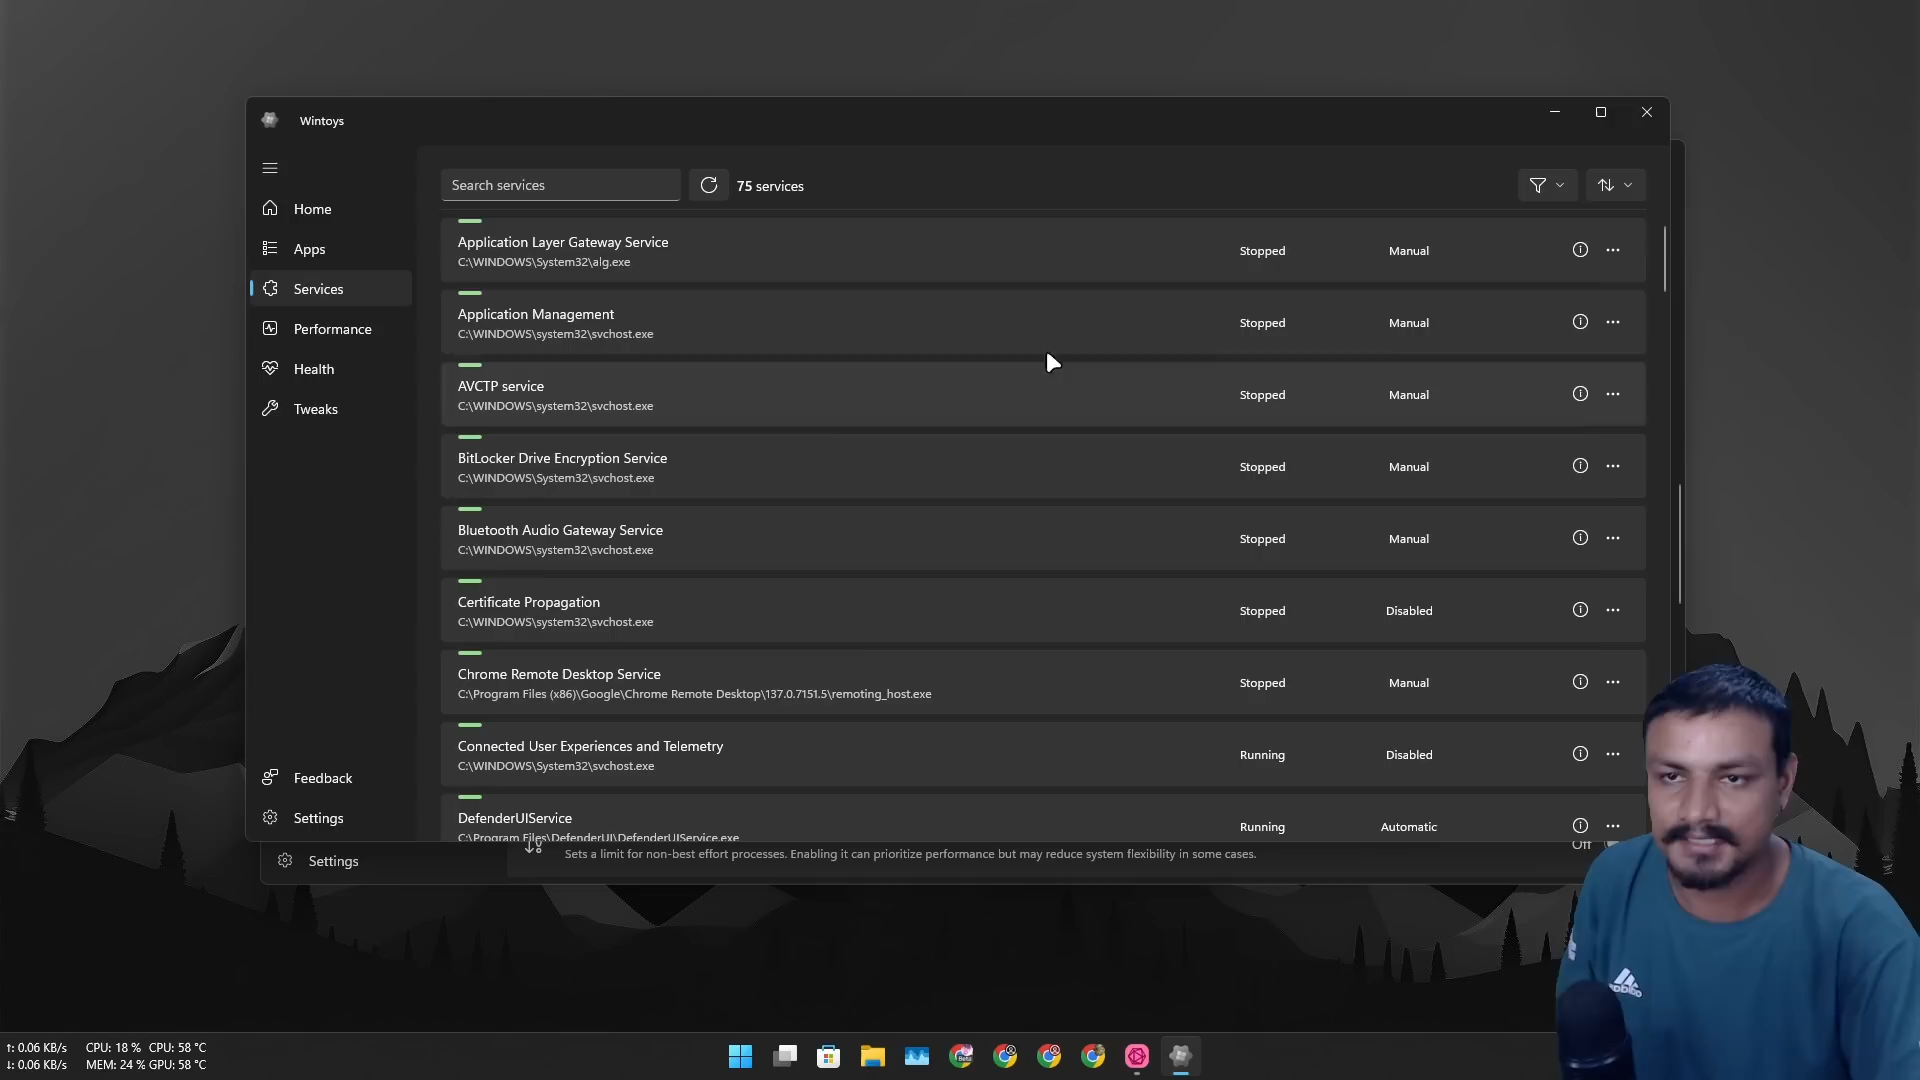 Wintoys
Search services
75 services
Home
Apps
Services
Performance
Health
Tweaks
Feedback
Settings
Application Layer Gateway Service
C:\WINDOWS\System32\alg.exe
Stopped
Manual
Application Management
C:\WINDOWS\system32\svchost.exe
Stopped
Manual
AVCTP service
C:\WINDOWS\system32\svchost.exe
Stopped
Manual
BitLocker Drive Encryption Service
C:\WINDOWS\System32\svchost.exe
Stopped
Manual
Bluetooth Audio Gateway Service
C:\WINDOWS\system32\svchost.exe
Stopped
Manual
Certificate Propagation
C:\WINDOWS\system32\svchost.exe
Stopped
Disabled
Chrome Remote Desktop Service
C:\Program Files (x86)\Google\Chrome Remote Desktop\137.0.7151.5\remoting_host.exe
Stopped
Manual
Connected User Experiences and Telemetry
C:\WINDOWS\System32\svchost.exe
Running
Disabled
DefenderUIService
C:\Program Files\DefenderUI\DefenderUIService.exe
Running
Automatic
Off
Settings
Sets a limit for non-best effort processes. Enabling it can prioritize performance but may reduce system flexibility in some cases.
↑: 0.06 KB/s CPU: 18 % CPU: 58 °C
↓: 0.06 KB/s MEM: 24 % GPU: 58 °C
Beta